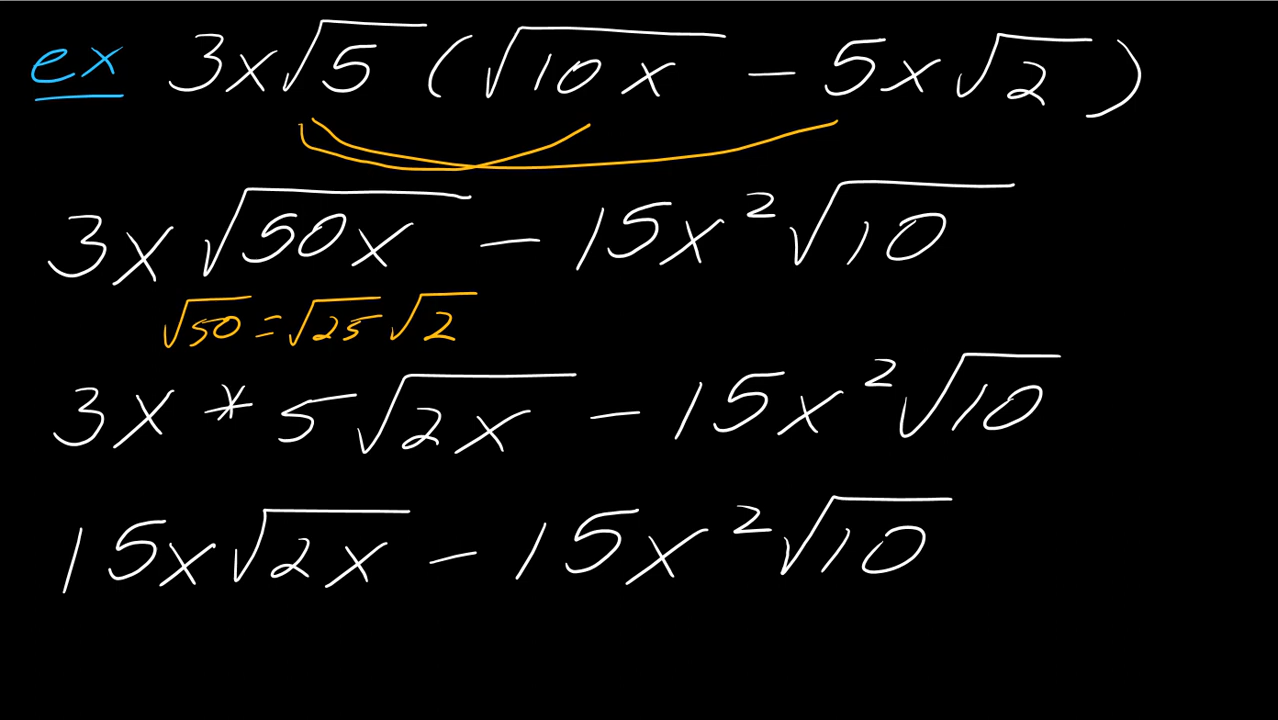 ex 3x√5 (√10x - 5x√2)
3x√50x - 15x²√10
√50 = √25 √2
3x * 5√2x - 15x²√10
15x√2x - 15x²√10